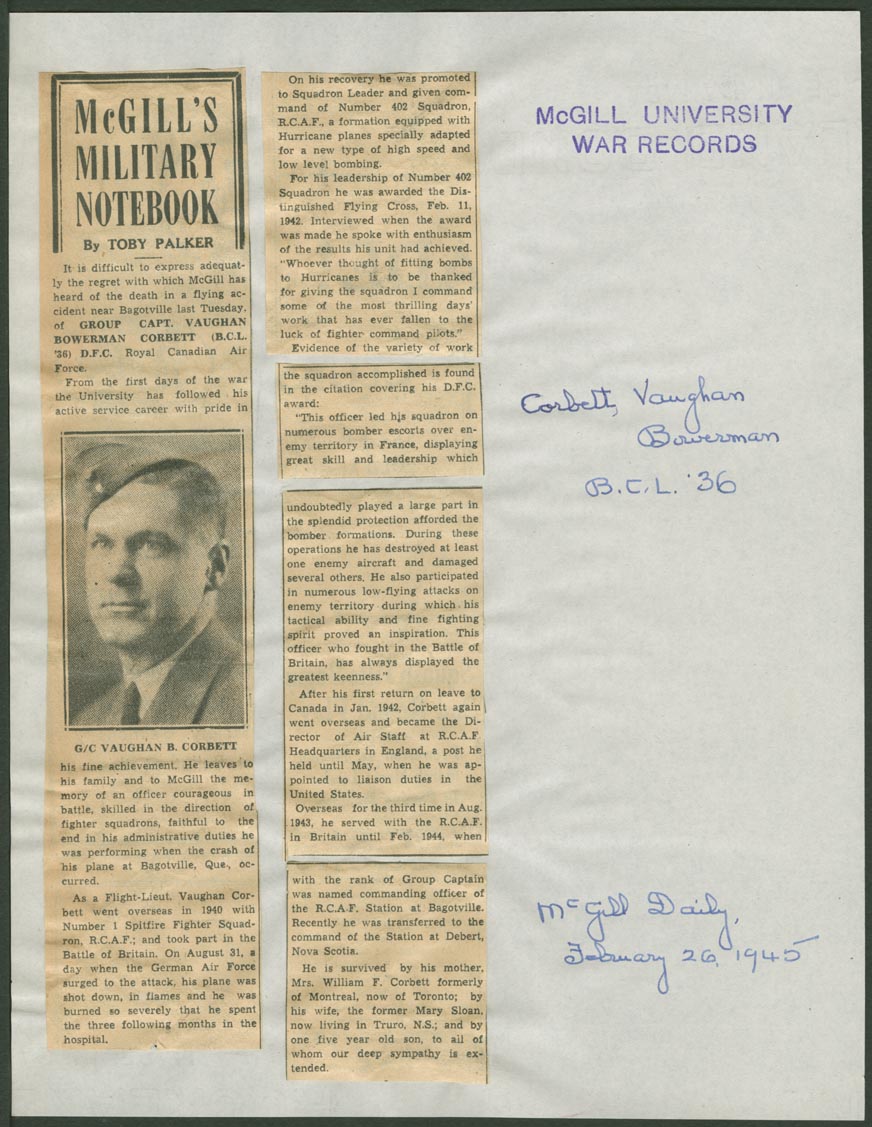 McGILL'S
MILITARY
NOTEBOOK
By TOBY PALKER
It is difficult to express adequat-
ly the regret with which McGill has
heard of the death in a flying ac-
cident near Bagotville last Tuesday,
of GROUP CAPT. VAUGHAN
BOWERMAN CORBETT (B.C.L.
'36) D.F.C. Royal Canadian Air
Force.
From the first days of the war
the University has followed his
active service career with pride in
G/C VAUGHAN B. CORBETT
his fine achievement. He leaves to
his family and to McGill the me-
mory of an officer courageous in
battle, skilled in the direction of
fighter squadrons, faithful to the
end in his administrative duties he
was performing when the crash of
his plane at Bagotville, Que., oc-
curred.
As a Flight-Lieut. Vaughan Cor-
bett went overseas in 1940 with
Number 1 Spitfire Fighter Squad-
ron, R.C.A.F.; and took part in the
Battle of Britain. On August 31, a
day when the German Air Force
surged to the attack, his plane was
shot down, in flames and he was
burned so severely that he spent
the three following months in the
hospital.
On his recovery he was promoted
to Squadron Leader and given com-
mand of Number 402 Squadron,
R.C.A.F., a formation equipped with
Hurricane planes specially adapted
for a new type of high speed and
low level bombing.
For his leadership of Number 402
Squadron he was awarded the Dis-
tinguished Flying Cross, Feb. 11,
1942. Interviewed when the award
was made he spoke with enthusiasm
of the results his unit had achieved.
"Whoever thought of fitting bombs
to Hurricanes is to be thanked
for giving the squadron I command
some of the most thrilling days'
work that has ever fallen to the
luck of fighter command pilots."
Evidence of the variety of work
the squadron accomplished is found
in the citation covering his D.F.C.
award:
"This officer led his squadron on
numerous bomber escorts over en-
emy territory in France, displaying
great skill and leadership which
undoubtedly played a large part in
the splendid protection afforded the
bomber formations. During these
operations he has destroyed at least
one enemy aircraft and damaged
several others. He also participated
in numerous low-flying attacks on
enemy territory during which his
tactical ability and fine fighting
spirit proved an inspiration. This
officer who fought in the Battle of
Britain, has always displayed the
greatest keenness."
After his first return on leave to
Canada in Jan. 1942, Corbett again
went overseas and became the Di-
rector of Air Staff at R.C.A.F
Headquarters in England, a post he
held until May, when he was ap-
pointed to liaison duties in the
United States.
Overseas for the third time in Aug.
1943, he served with the R.C.A.F.
in Britain until Feb. 1944, when
with the rank of Group Captain
was named commanding officer of
the R.C.A.F. Station at Bagotville.
Recently he was transferred to the
command of the Station at Debert,
Nova Scotia.
He is survived by his mother,
Mrs. William F. Corbett formerly
of Montreal, now of Toronto; by
his wife, the former Mary Sloan,
now living in Truro, N.S.; and by
one five year old son, to all of
whom our deep sympathy is ex-
tended.
McGILL UNIVERSITY
WAR RECORDS
Corbett, Vaughan
Bowerman
B.C.L. '36
McGill Daily,
February 26, 1945